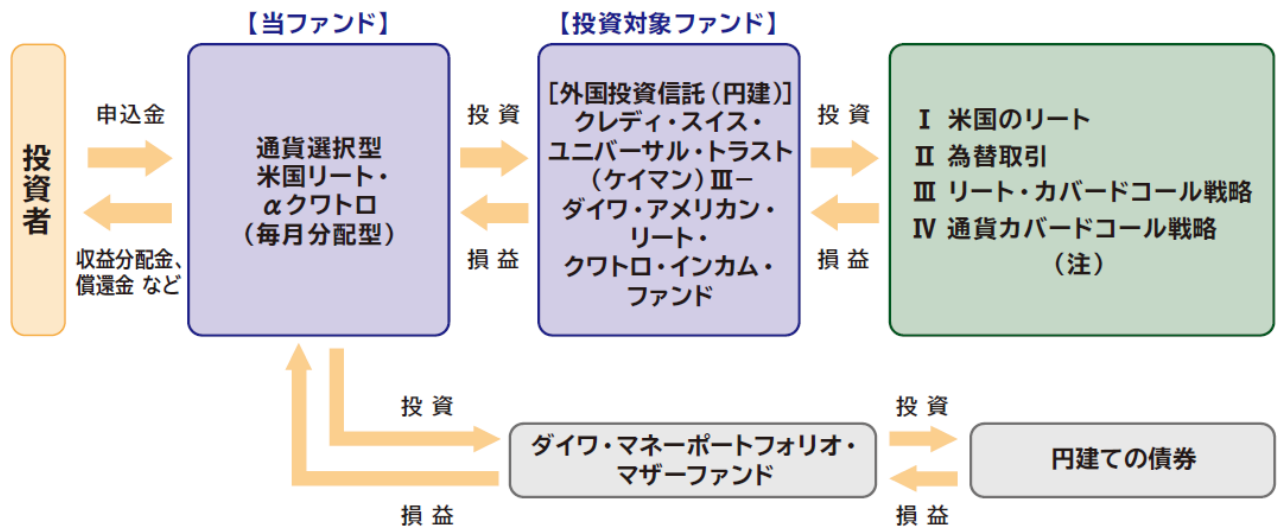 【当ファンド】
【投資対象ファンド】
投資者
申込金
収益分配金、
償還金 など
通貨選択型
米国リート・
αクワトロ
（毎月分配型）
投 資
損 益
［外国投資信託（円建）］
クレディ・スイス・
ユニバーサル・トラスト
（ケイマン）Ⅲ－
ダイワ・アメリカン・
リート・
クワトロ・インカム・
ファンド
投 資
損 益
Ⅰ 米国のリート
Ⅱ 為替取引
Ⅲ リート・カバードコール戦略
Ⅳ 通貨カバードコール戦略
（注）
投 資
損 益
ダイワ・マネーポートフォリオ・
マザーファンド
投 資
損 益
円建ての債券